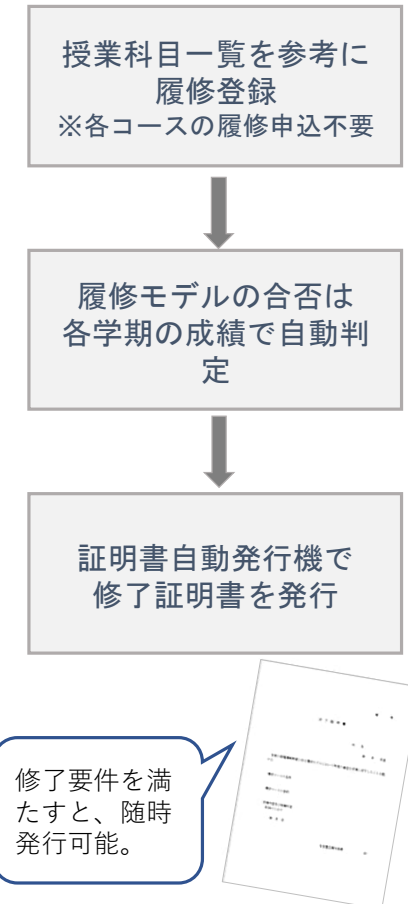 授業科目一覧を参考に
履修登録
※各コースの履修申込不要
履修モデルの合否は
各学期の成績で自動判
定
証明書自動発行機で
修了証明書を発行
修了要件を満
たすと、随時
発行可能。